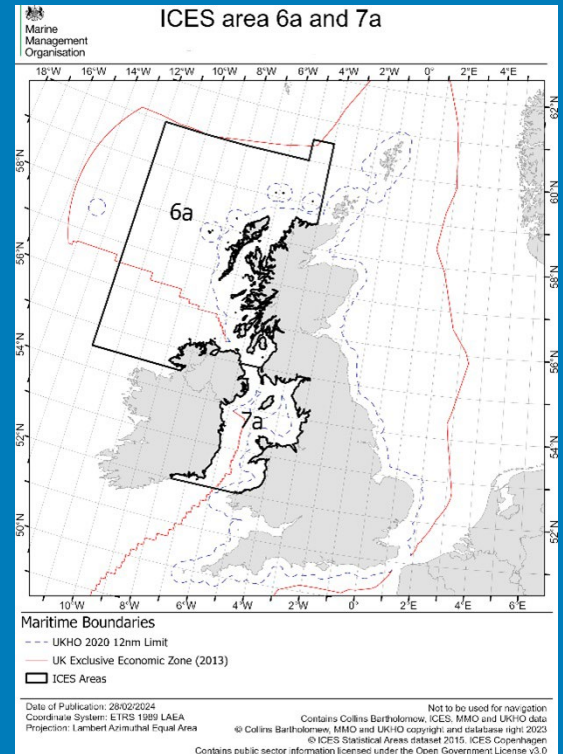 Marine
Management
Organisation
ICES area 6a and 7a
18°W 16°W 14°W 12°W 10°W 8°W 6°W 4°W 2°W 0° 2°E 4°E
62°N
58°N
60°N
6a
56°N
58°N
54°N
56°N
7a
52°N
54°N
50°N
52°N
10°W 8°W 6°W 4°W 2°W 0° 2°E 4°E 6°E
Maritime Boundaries
UKHO 2020 12nm Limit
UK Exclusive Economic Zone (2013)
ICES Areas
Date of Publication: 28/02/2024
Coordinate System: ETRS 1989 LAEA
Projection: Lambert Azimuthal Equal Area
Not to be used for navigation
Contains Collins Bartholomew, ICES, MMO and UKHO data
© Collins Bartholomew, MMO and UKHO copyright and database right 2023
© ICES Statistical Areas dataset 2015. ICES Copenhagen
Contains public sector information licensed under the Open Government License v3.0